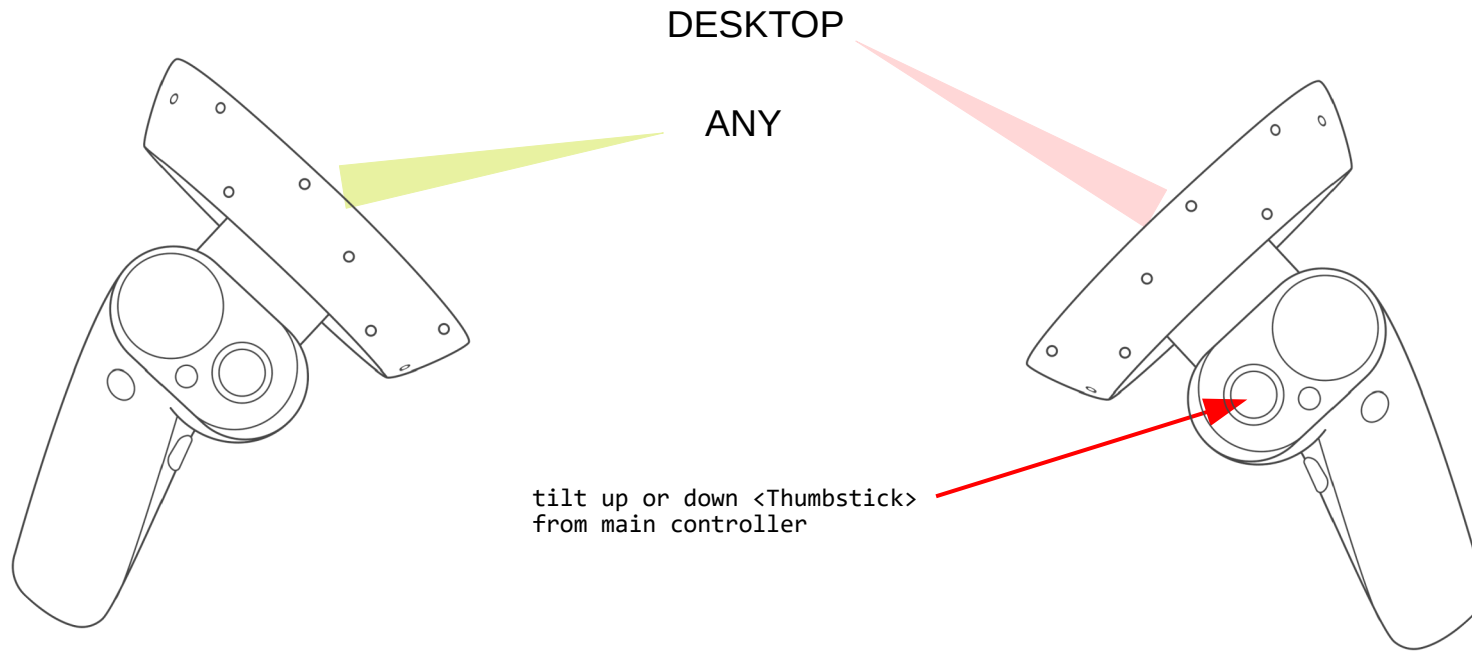 DESKTOP
ANY
tilt up or down <Thumbstick>
from main controller